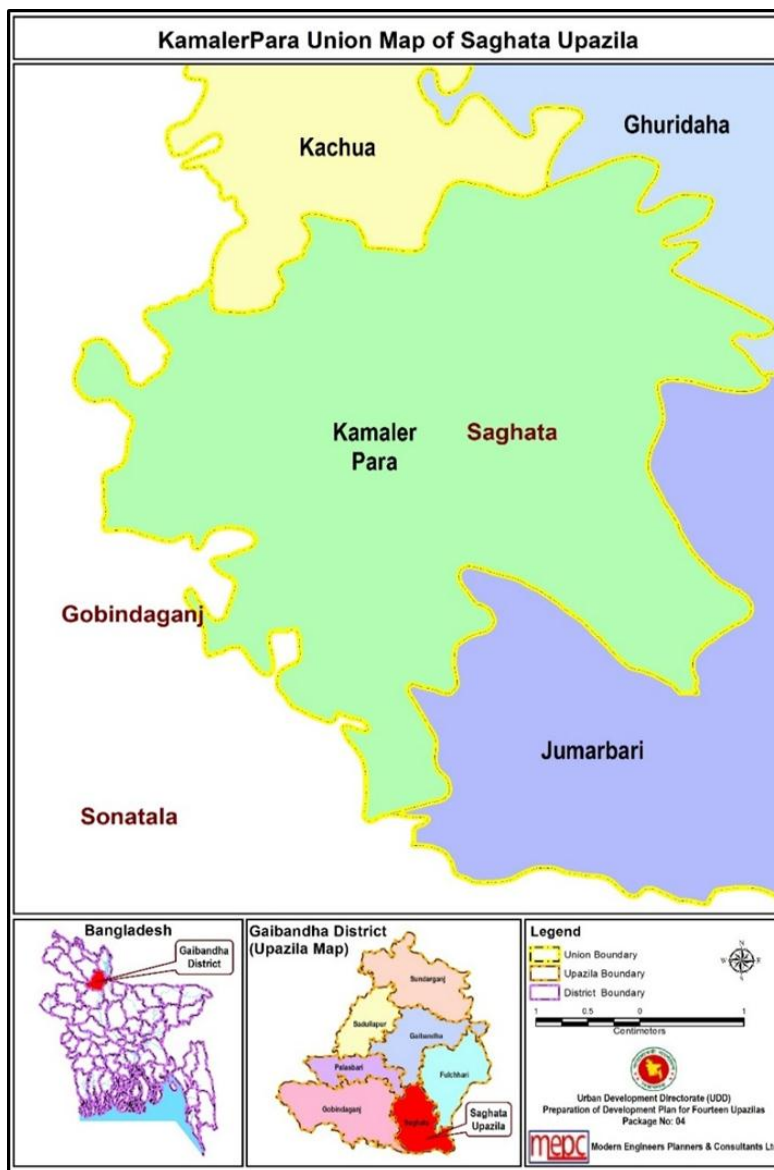 KamalerPara Union Map of Saghata Upazila
Kachua
Ghuridaha
Kamaler
Para
Saghata
Gobindaganj
Jumarbari
Sonatala
Bangladesh
Gaibandha
District
Gaibandha District
(Upazila Map)
Sundarganj
Sadullapur
Gaibandha
Palasbari
Fulchhari
Gobindaganj
Saghata
Saghata
Upazila
Legend
Union Boundary
Upazila Boundary
District Boundary
N
W
E
S
1 0.5 0 1
Centimeters
Urban Development Directorate (UDD)
Preparation of Development Plan for Fourteen Upazilas
Package No: 04
mepc
Modern Engineers Planners & Consultants Lt